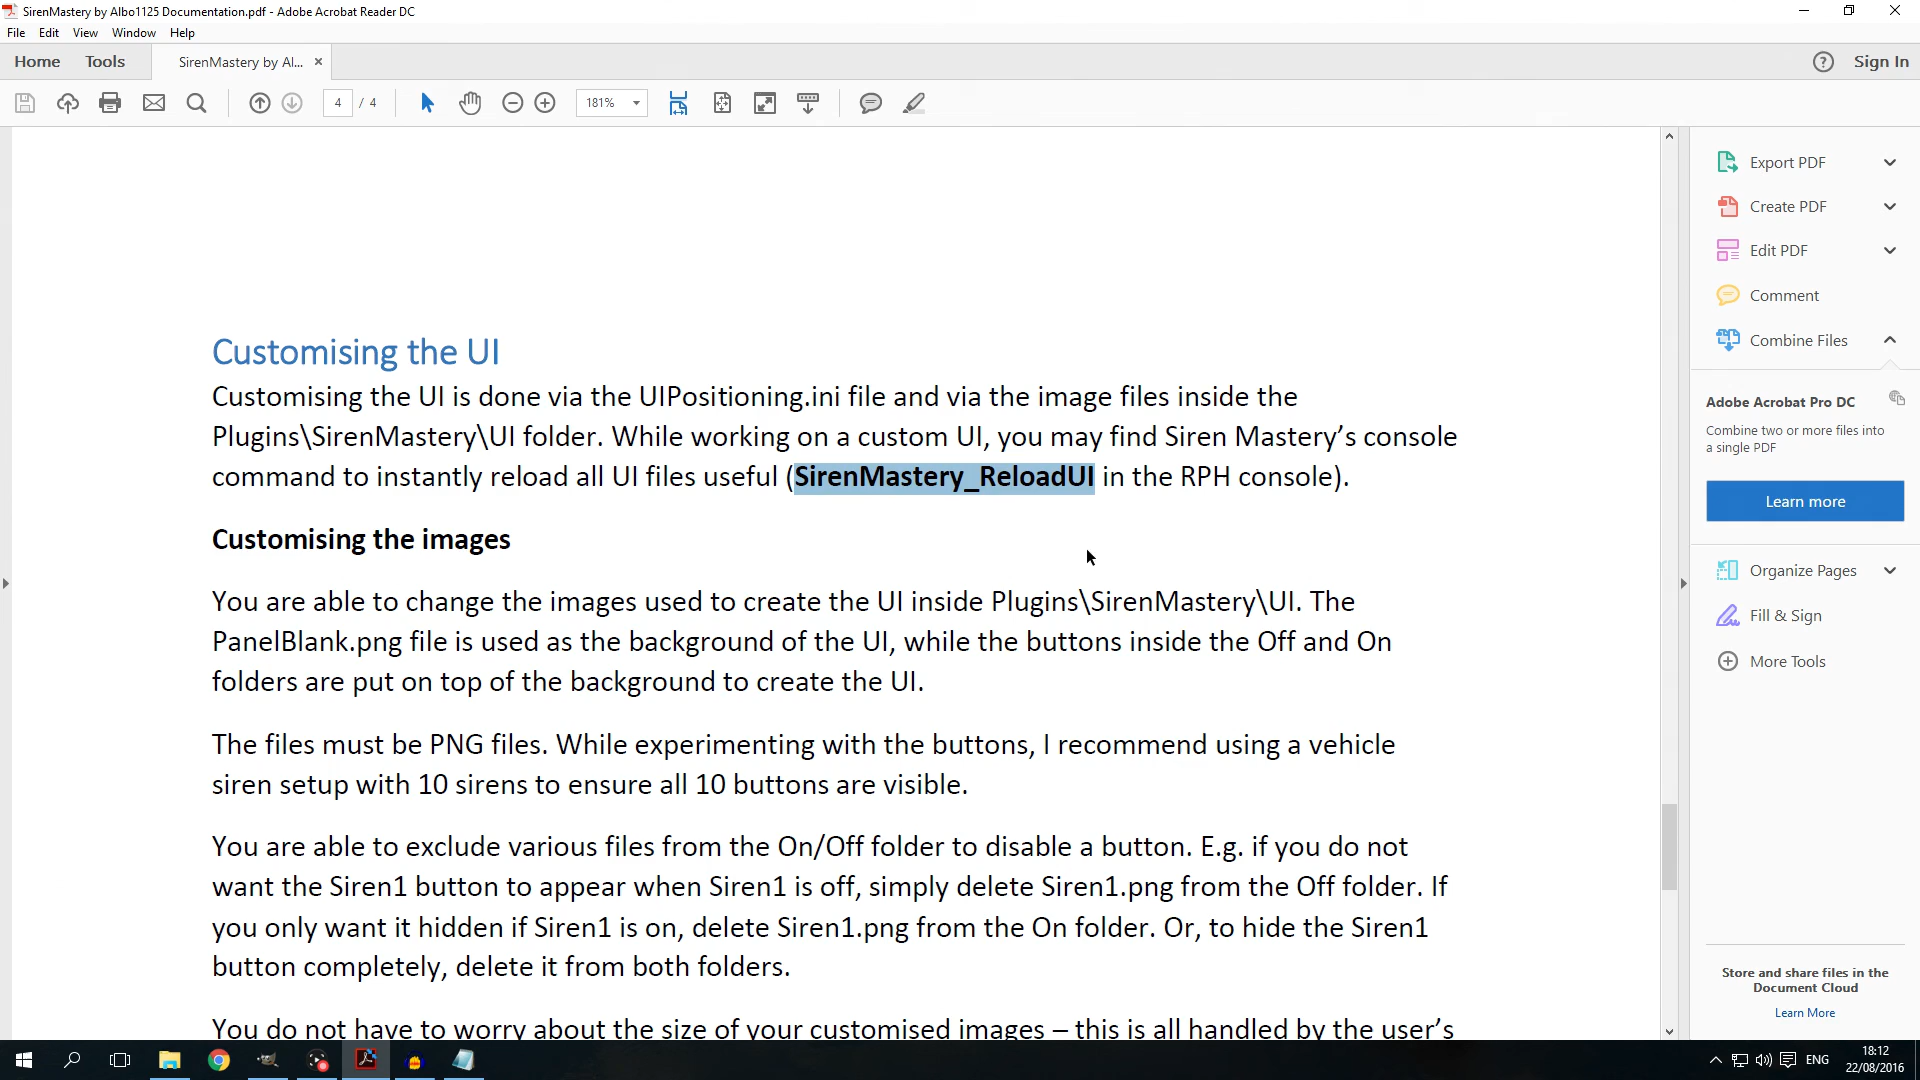 SirenMastery by Albo1125 Documentation.pdf - Adobe Acrobat Reader DC
File Edit View Window Help
Home Tools SirenMastery by Al... Sign In
4 / 4 181%
Customising the UI
Customising the UI is done via the UIPositioning.ini file and via the image files inside the
Plugins\SirenMastery\UI folder. While working on a custom UI, you may find Siren Mastery’s console
command to instantly reload all UI files useful (SirenMastery_ReloadUI in the RPH console).
Customising the images
You are able to change the images used to create the UI inside Plugins\SirenMastery\UI. The
PanelBlank.png file is used as the background of the UI, while the buttons inside the Off and On
folders are put on top of the background to create the UI.
The files must be PNG files. While experimenting with the buttons, I recommend using a vehicle
siren setup with 10 sirens to ensure all 10 buttons are visible.
You are able to exclude various files from the On/Off folder to disable a button. E.g. if you do not
want the Siren1 button to appear when Siren1 is off, simply delete Siren1.png from the Off folder. If
you only want it hidden if Siren1 is on, delete Siren1.png from the On folder. Or, to hide the Siren1
button completely, delete it from both folders.
You do not have to worry about the size of your customised images – this is all handled by the user’s
Export PDF
Create PDF
Edit PDF
Comment
Combine Files
Adobe Acrobat Pro DC
Combine two or more files into
a single PDF
Learn more
Organize Pages
Fill & Sign
More Tools
Store and share files in the
Document Cloud
Learn More
ENG
18:12
22/08/2016